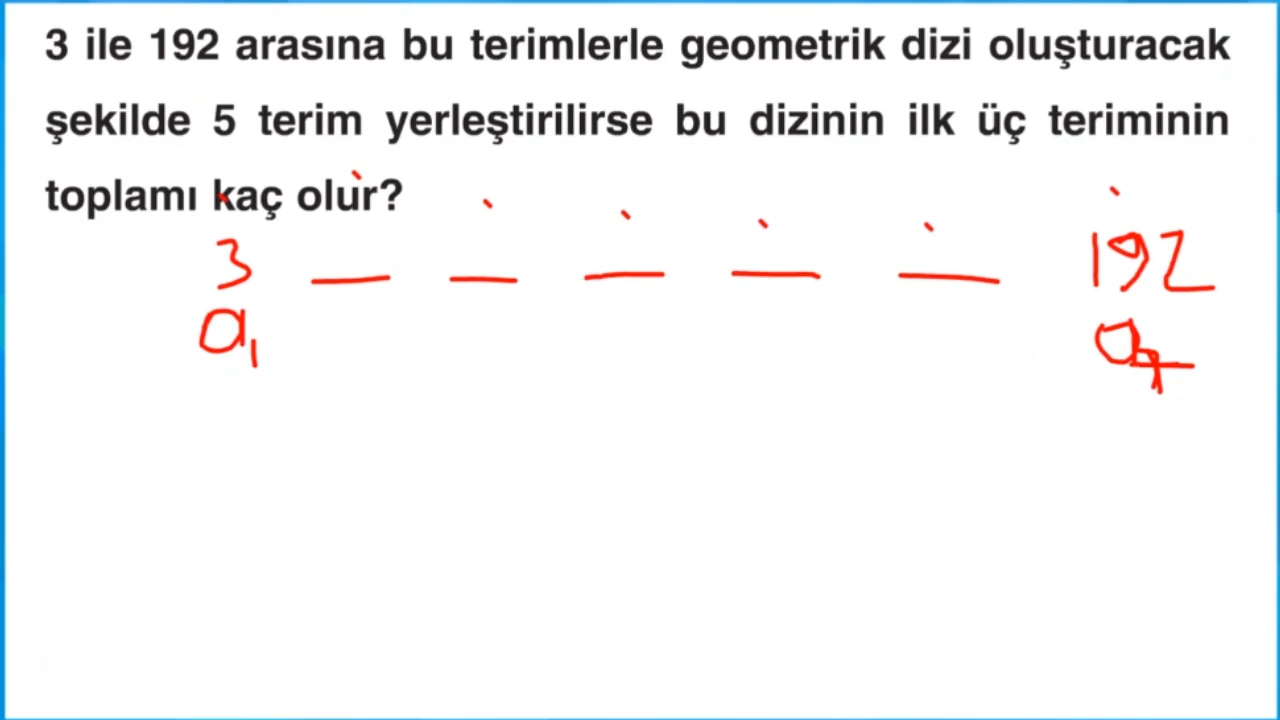 3 ile 192 arasına bu terimlerle geometrik dizi oluşturacak
şekilde 5 terim yerleştirilirse bu dizinin ilk üç teriminin
toplamı kaç olur?
3 192
a₁ a₇